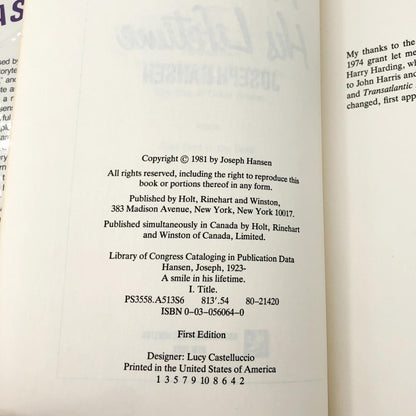 AS
Copyright © 1981 by Joseph Hansen
All rights reserved, including the right to reproduce this
book or portions thereof in any form.
Published by Holt, Rinehart and Winston,
383 Madison Avenue, New York, New York 10017.
Published simultaneously in Canada by Holt, Rinehart
and Winston of Canada, Limited.
Library of Congress Cataloging in Publication Data
Hansen, Joseph, 1923-
A smile in his lifetime.
I. Title.
PS3558.A513S6 813'.54 80-21420
ISBN 0-03-056064-0
First Edition
Designer: Lucy Castelluccio
Printed in the United States of America
1 3 5 7 9 10 8 6 4 2
My thanks to the
1974 grant let me
Harry Harding, wh
to John Harris and
and Transatlantic
changed, first app